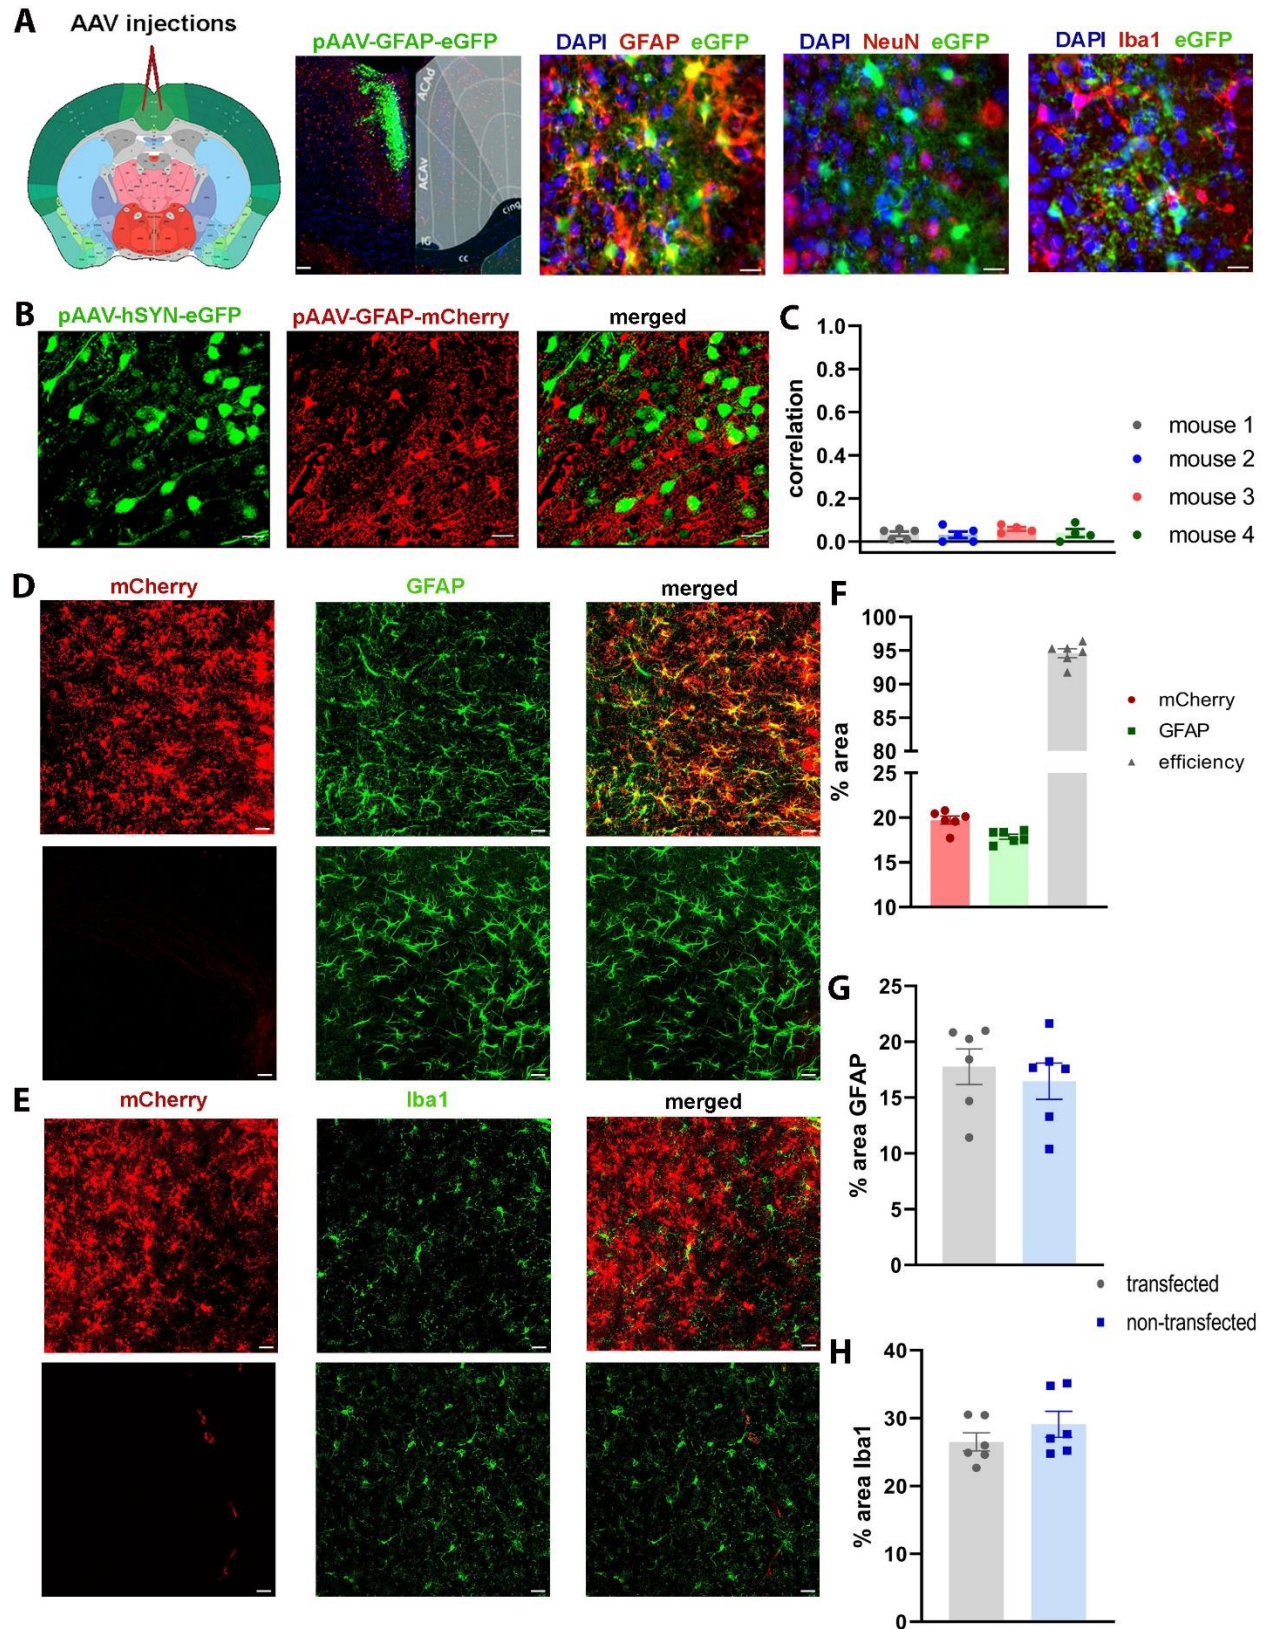 A
AAV injections
pAAV-GFAP-eGFP
DAPI GFAP eGFP
DAPI NeuN eGFP
DAPI Iba1 eGFP
ACAd
ACAv
IG
cc
cing
B
pAAV-hSYN-eGFP
pAAV-GFAP-mCherry
merged
C
correlation
1.0
0.8
0.6
0.4
0.2
0.0
mouse 1
mouse 2
mouse 3
mouse 4
D
mCherry
GFAP
merged
F
% area
100
95
90
85
80
25
20
15
10
mCherry
GFAP
efficiency
E
mCherry
Iba1
merged
G
% area GFAP
25
20
15
10
5
0
transfected
non-transfected
H
% area Iba1
40
30
20
10
0